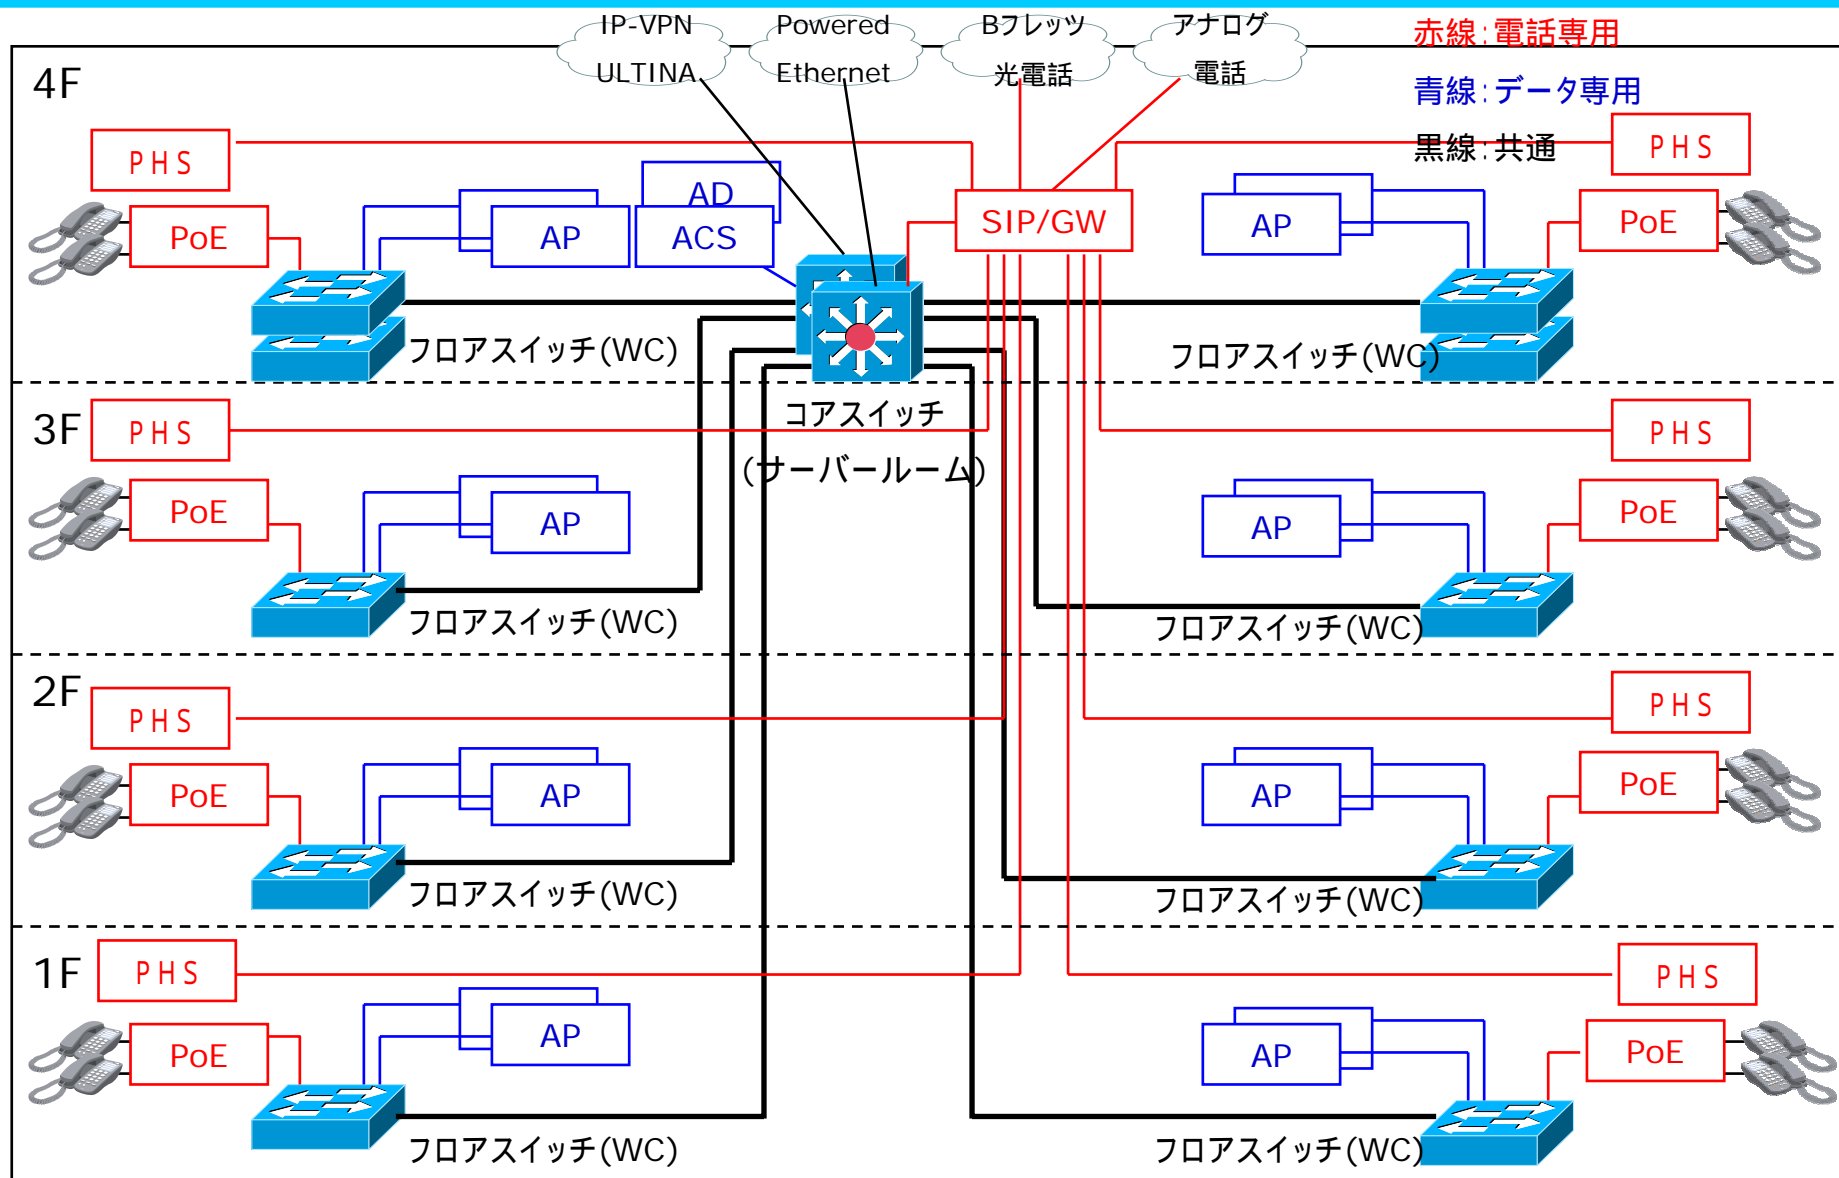 IP-VPN
ULTINA
Powered
Ethernet
Bフレッツ
光電話
アナログ
電話
赤線:電話専用
青線:データ専用
黒線:共通
4F
PHS
PoE
AP
AD
ACS
SIP/GW
AP
PHS
PoE
フロアスイッチ(WC)
フロアスイッチ(WC)
コアスイッチ
(サーバールーム)
3F
PHS
PoE
AP
フロアスイッチ(WC)
PHS
AP
PoE
フロアスイッチ(WC)
2F
PHS
PoE
AP
フロアスイッチ(WC)
PHS
AP
PoE
フロアスイッチ(WC)
1F
PHS
PoE
AP
フロアスイッチ(WC)
PHS
AP
PoE
フロアスイッチ(WC)